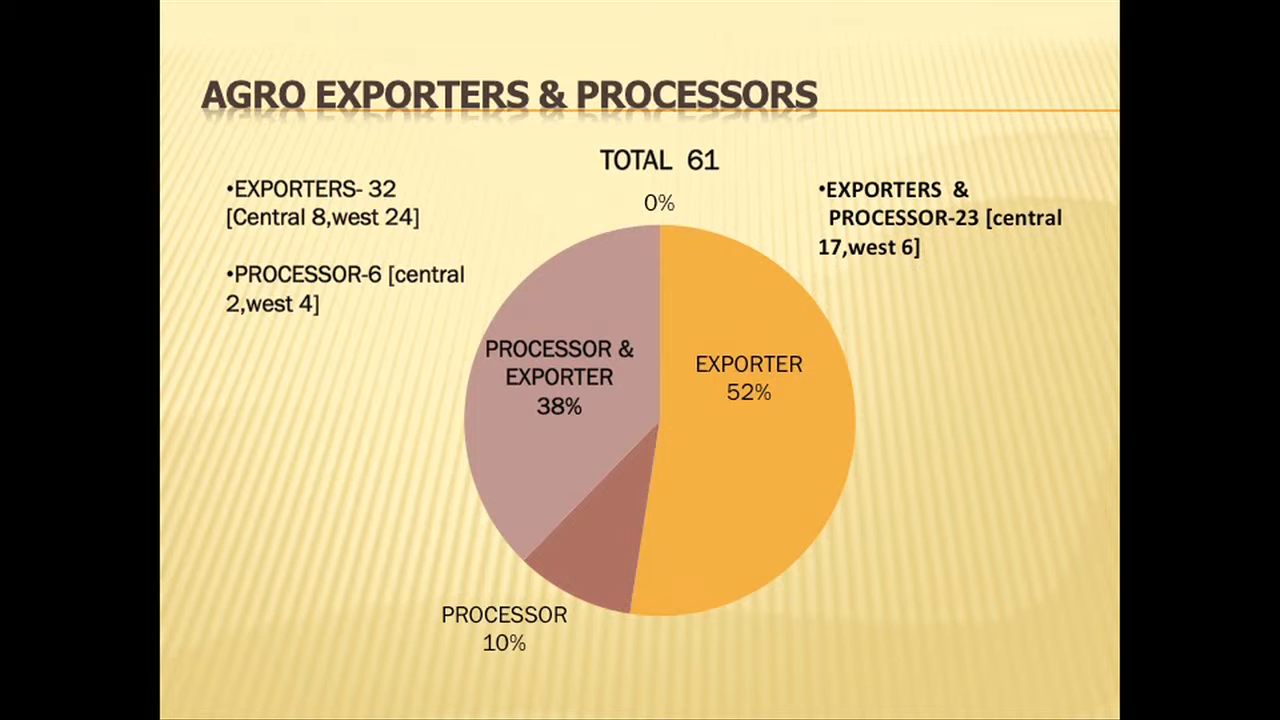 AGRO EXPORTERS & PROCESSORS
TOTAL 61
•EXPORTERS- 32
[Central 8,west 24]
•PROCESSOR-6 [central
2,west 4]
0%
•EXPORTERS &
PROCESSOR-23 [central
17,west 6]
PROCESSOR &
EXPORTER
38%
EXPORTER
52%
PROCESSOR
10%